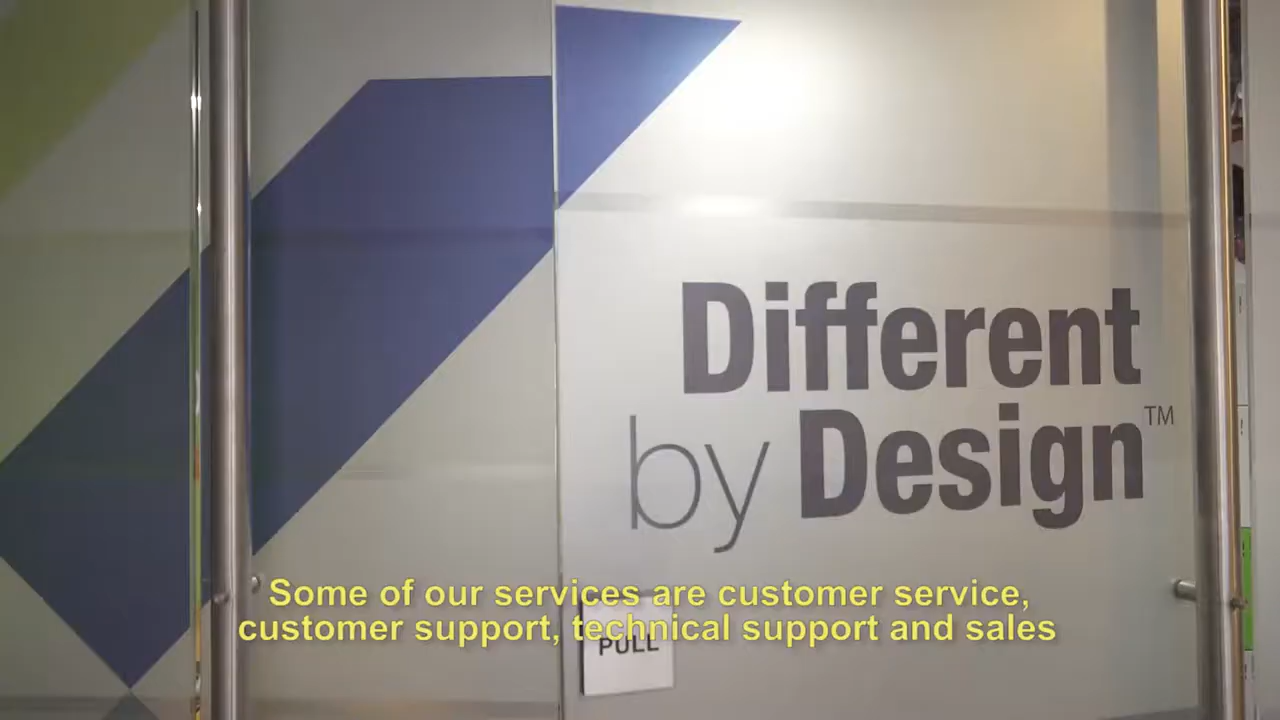 Different
by Design™
Some of our services are customer service,
customer support, technical support and sales
PULL